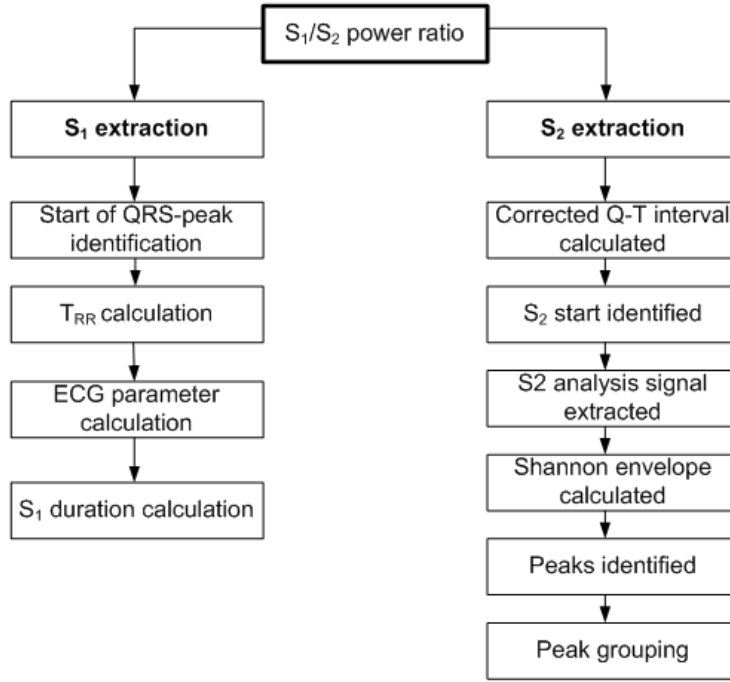 S₁/S₂ power ratio
S₁ extraction
Start of QRS-peak
identification
T_RR calculation
ECG parameter
calculation
S₁ duration calculation
S₂ extraction
Corrected Q-T interval
calculated
S₂ start identified
S2 analysis signal
extracted
Shannon envelope
calculated
Peaks identified
Peak grouping